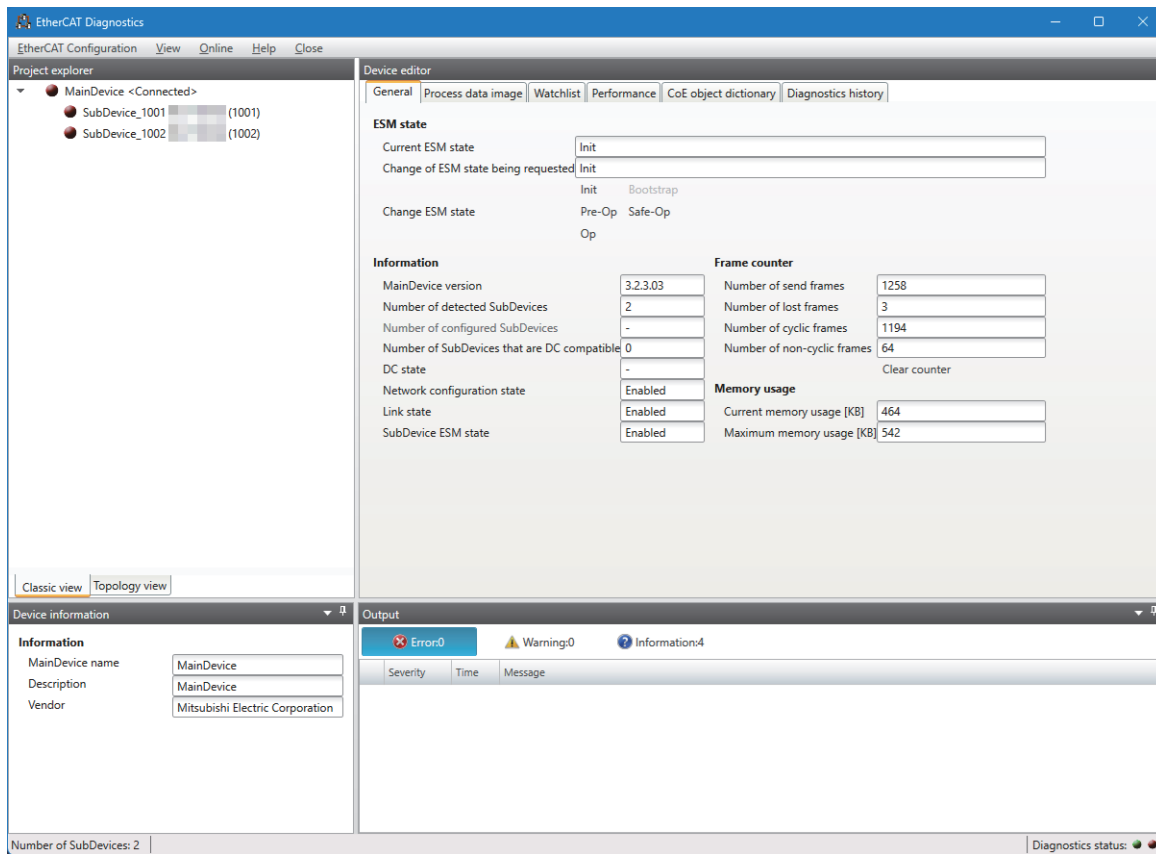 EtherCAT Diagnostics
EtherCAT Configuration View Online Help Close
Project explorer
MainDevice <Connected>
SubDevice_1001 (1001)
SubDevice_1002 (1002)
Classic view Topology view
Device editor
General Process data image Watchlist Performance CoE object dictionary Diagnostics history
ESM state
Current ESM state Init
Change of ESM state being requested Init
Init Bootstrap
Change ESM state Pre-Op Safe-Op
Op
Information
MainDevice version 3.2.3.03
Number of detected SubDevices 2
Number of configured SubDevices -
Number of SubDevices that are DC compatible 0
DC state -
Network configuration state Enabled
Link state Enabled
SubDevice ESM state Enabled
Frame counter
Number of send frames 1258
Number of lost frames 3
Number of cyclic frames 1194
Number of non-cyclic frames 64
Clear counter
Memory usage
Current memory usage [KB] 464
Maximum memory usage [KB] 542
Device information
Information
MainDevice name MainDevice
Description MainDevice
Vendor Mitsubishi Electric Corporation
Output
Error:0 Warning:0 Information:4
Severity Time Message
Number of SubDevices: 2
Diagnostics status: